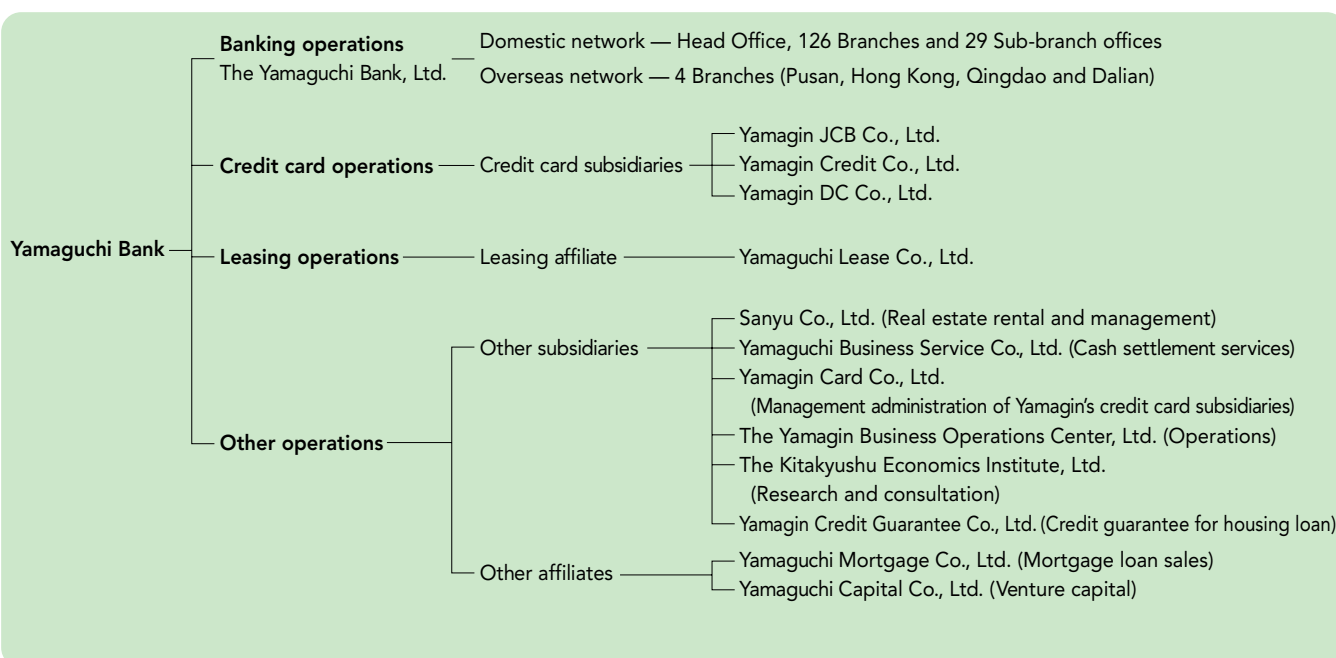 Banking operations
The Yamaguchi Bank, Ltd.
Domestic network — Head Office, 126 Branches and 29 Sub-branch offices
Overseas network — 4 Branches (Pusan, Hong Kong, Qingdao and Dalian)
Credit card operations
Credit card subsidiaries
Yamagin JCB Co., Ltd.
Yamagin Credit Co., Ltd.
Yamagin DC Co., Ltd.
Yamaguchi Bank
Leasing operations
Leasing affiliate
Yamaguchi Lease Co., Ltd.
Other operations
Other subsidiaries
Sanyu Co., Ltd. (Real estate rental and management)
Yamaguchi Business Service Co., Ltd. (Cash settlement services)
Yamagin Card Co., Ltd.
(Management administration of Yamagin's credit card subsidiaries)
The Yamagin Business Operations Center, Ltd. (Operations)
The Kitakyushu Economics Institute, Ltd.
(Research and consultation)
Yamagin Credit Guarantee Co., Ltd. (Credit guarantee for housing loan)
Other affiliates
Yamaguchi Mortgage Co., Ltd. (Mortgage loan sales)
Yamaguchi Capital Co., Ltd. (Venture capital)